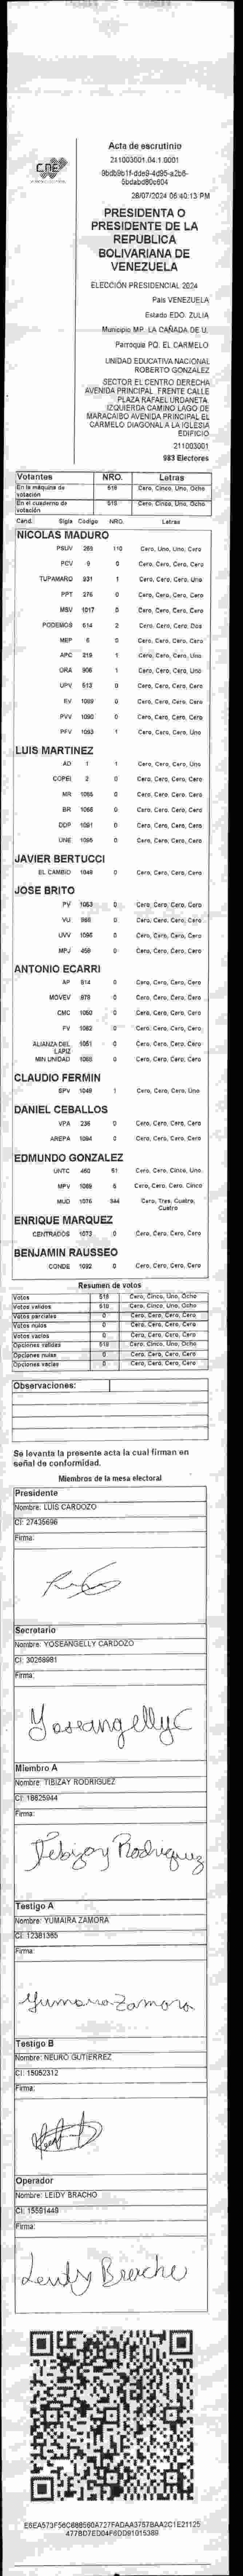 CNE
Acta de escrutinio
211003001.04.1.0001
28/07/2024 06:40:13 PM
PRESIDENTA O
PRESIDENTE DE LA
REPUBLICA
BOLIVARIANA DE
VENEZUELA
ELECCIÓN PRESIDENCIAL 2024
País VENEZUELA
Estado EDO. ZULIA
Municipio MP. LA CAÑADA DE U.
Parroquia PQ. EL CARMELO
UNIDAD EDUCATIVA NACIONAL
ROBERTO GONZALEZ
SECTOR EL CENTRO DERECHA
AVENIDA PRINCIPAL. FRENTE CALLE
PLAZA RAFAEL URDANETA
IZQUIERDA CAMINO LAGO DE
MARACAIBO AVENIDA PRINCIPAL EL
CARMELO DIAGONAL A LA IGLESIA
EDIFICIO
211003001
983 Electores
Votantes NRO. Letras
En la máquina de votación 518 Cero, Cinco, Uno, Ocho
En el cuaderno de votación 518 Cero, Cinco, Uno, Ocho
Cand. Sigla Codigo NRO. Letras
NICOLAS MADURO
PSUV 269 110 Cero, Uno, Uno, Cero
PCV 9 0 Cero, Cero, Cero, Cero
TUPAMARO 931 1 Cero, Cero, Cero, Uno
PPT 376 0 Cero, Cero, Cero, Cero
MSV 1017 0 Cero, Cero, Cero, Cero
PODEMOS 614 2 Cero, Cero, Cero, Dos
MEP 6 0 Cero, Cero, Cero, Cero
APC 219 1 Cero, Cero, Cero, Uno
ORA 906 1 Cero, Cero, Cero, Uno
UPV 513 0 Cero, Cero, Cero, Cero
EV 1089 0 Cero, Cero, Cero, Cero
PVV 1090 0 Cero, Cero, Cero, Cero
PFV 1093 1 Cero, Cero, Cero, Uno
LUIS MARTINEZ
AD 1 1 Cero, Cero, Cero, Uno
COPEI 2 0 Cero, Cero, Cero, Cero
MR 0 Cero, Cero, Cero, Cero
BR 0 Cero, Cero, Cero, Cero
DDP 1091 0 Cero, Cero, Cero, Cero
UNE 0 Cero, Cero, Cero, Cero
JAVIER BERTUCCI
EL CAMBIO 1048 0 Cero, Cero, Cero, Cero
JOSE BRITO
PV 1053 0 Cero, Cero, Cero, Cero
VU 0 Cero, Cero, Cero, Cero
UVV 0 Cero, Cero, Cero, Cero
MPJ 0 Cero, Cero, Cero, Cero
ANTONIO ECARRI
AP 814 0 Cero, Cero, Cero, Cero
MOVEV 978 0 Cero, Cero, Cero, Cero
CMC 1050 0 Cero, Cero, Cero, Cero
FV 1082 0 Cero, Cero, Cero, Cero
ALIANZA DEL LAPIZ 1051 0 Cero, Cero, Cero, Cero
MIN UNIDAD 0 Cero, Cero, Cero, Cero
CLAUDIO FERMIN
SPV 1049 1 Cero, Cero, Cero, Uno
DANIEL CEBALLOS
VPA 236 0 Cero, Cero, Cero, Cero
AREPA 1094 0 Cero, Cero, Cero, Cero
EDMUNDO GONZALEZ
UNTC 460 51 Cero, Cero, Cinco, Uno
MPV 1069 5 Cero, Cero, Cero, Cinco
MUD 1076 344 Cero, Tres, Cuatro,
Cuatro
ENRIQUE MARQUEZ
CENTRADOS 1073 0 Cero, Cero, Cero, Cero
BENJAMIN RAUSSEO
CONDE 1092 0 Cero, Cero, Cero, Cero
Resumen de votos
Votos 518 Cero, Cinco, Uno, Ocho
Votos validos 518 Cero, Cinco, Uno, Ocho
Votos parciales 0 Cero, Cero, Cero, Cero
Votos nulos 0 Cero, Cero, Cero, Cero
Votos vacios 0 Cero, Cero, Cero, Cero
Opciones validas 518 Cero, Cinco, Uno, Ocho
Opciones nulas 0 Cero, Cero, Cero, Cero
Opciones vacias 0 Cero, Cero, Cero, Cero
Observaciones:
Se levanta la presente acta la cual firman en
señal de conformidad.
Miembros de la mesa electoral
Presidente
Nombre: LUIS CARDOZO
CI: 27435696
Firma:
Secretario
Nombre: YOSEANGELLY CARDOZO
CI: 30268981
Firma:
YoseangellyC
Miembro A
Nombre: TIBIZAY RODRIGUEZ
CI: 18825944
Firma:
Tebizay Rodriguez
Testigo A
Nombre: YUMAIRA ZAMORA
CI: 12381365
Firma:
Yumaira Zamora
Testigo B
Nombre: NEURO GUTIERREZ
CI: 15052312
Firma:
Operador
Nombre: LEIDY BRACHO
CI: 15591449
Firma:
Leidy Bracho